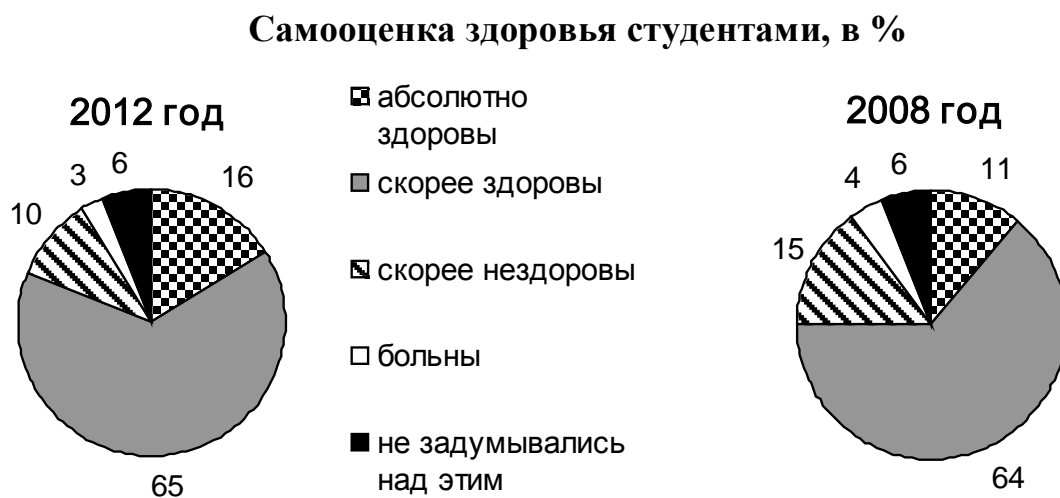 Самооценка здоровья студентами, в %
2012 год
3
6
16
10
65
абсолютно
здоровы
скорее здоровы
скорее нездоровы
больны
не задумывались
над этим
2008 год
4
6
11
15
64